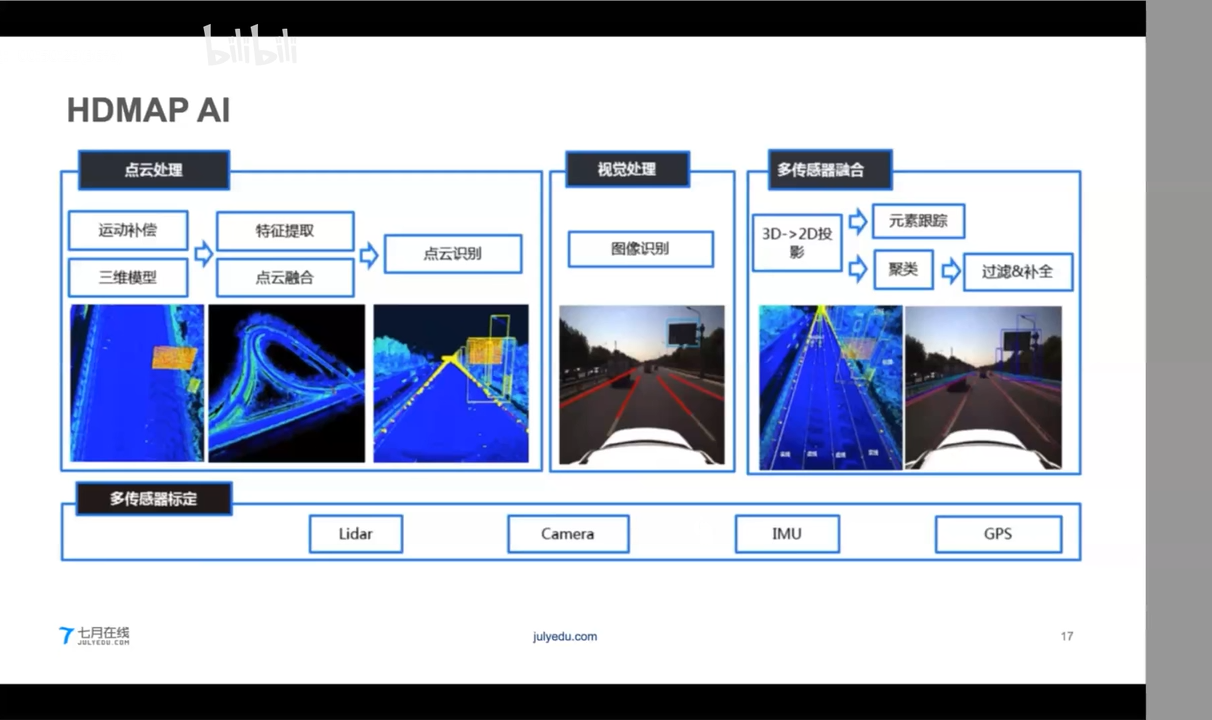 bilibili
HDMAP AI
点云处理
运动补偿
三维模型
特征提取
点云融合
点云识别
视觉处理
图像识别
多传感器融合
3D->2D投
影
元素跟踪
聚类
过滤&补全
多传感器标定
Lidar
Camera
IMU
GPS
七月在线
JULYEDU.COM
julyedu.com
17